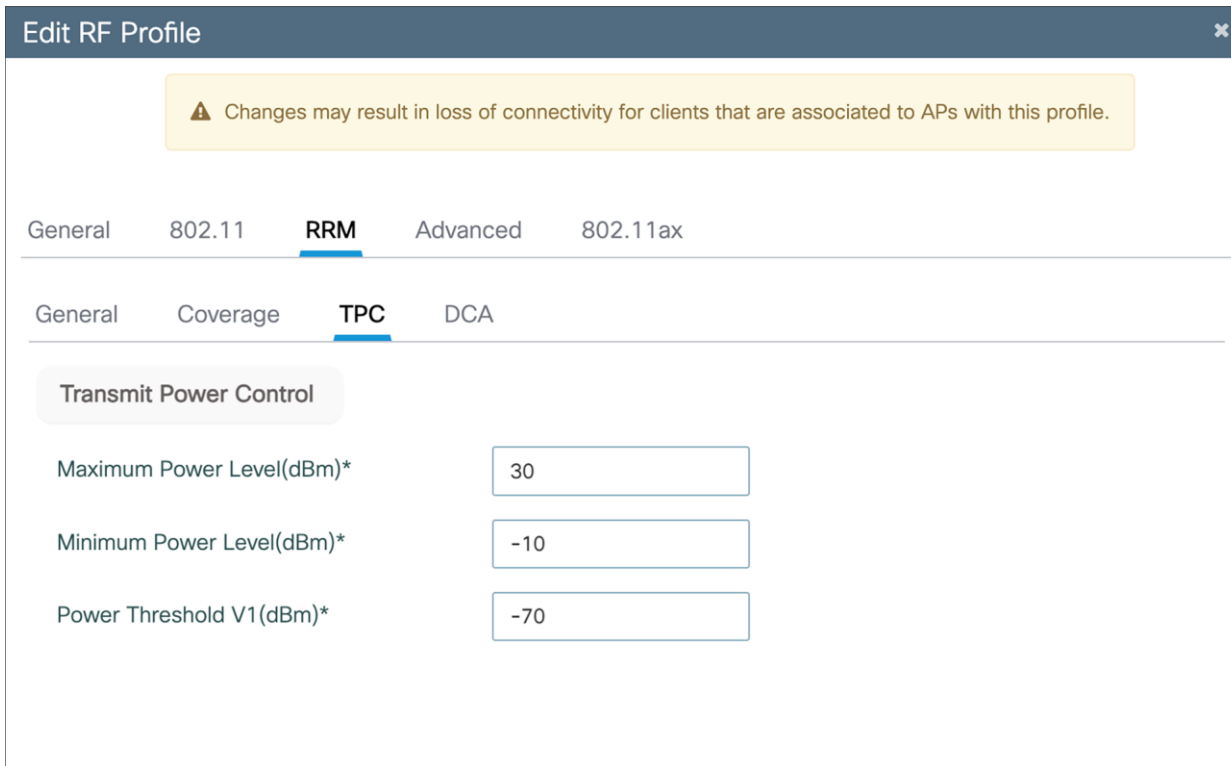 Edit RF Profile
Changes may result in loss of connectivity for clients that are associated to APs with this profile.
General 802.11 RRM Advanced 802.11ax
General Coverage TPC DCA
Transmit Power Control
Maximum Power Level(dBm)* 30
Minimum Power Level(dBm)* -10
Power Threshold V1(dBm)* -70